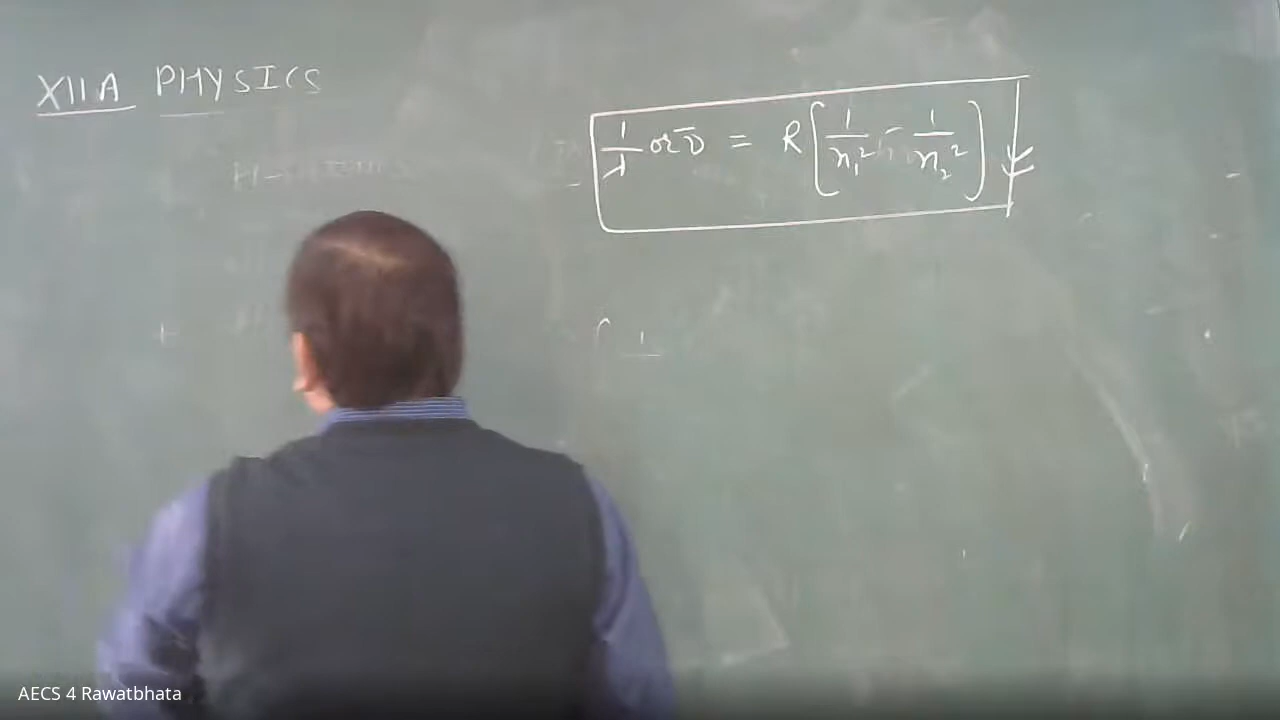 XII A PHYSICS
1/λ or ν̄ = R[1/n₁² - 1/n₂²]
AECS 4 Rawatbhata